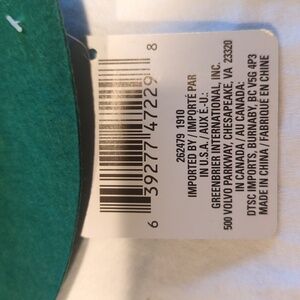 6 39277 47229 8
262479 1910
IMPORTED BY / IMPORTÉ PAR
IN U.S.A. / AUX É.-U.:
GREENBRIER INTERNATIONAL, INC.
500 VOLVO PARKWAY, CHESAPEAKE, VA 23320
IN CANADA / AU CANADA:
DTSC IMPORTS, BURNABY, BC V5G 4P3
MADE IN CHINA / FABRIQUÉ EN CHINE